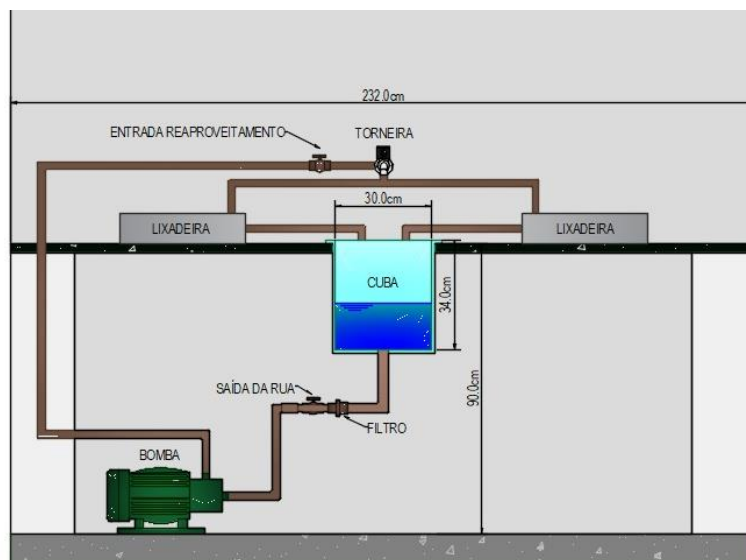 232.0cm
ENTRADA REAPROVEITAMENTO
TORNEIRA
30.0cm
LIXADEIRA
LIXADEIRA
CUBA
34.0cm
SAÍDA DA RUA
90.0cm
FILTRO
BOMBA